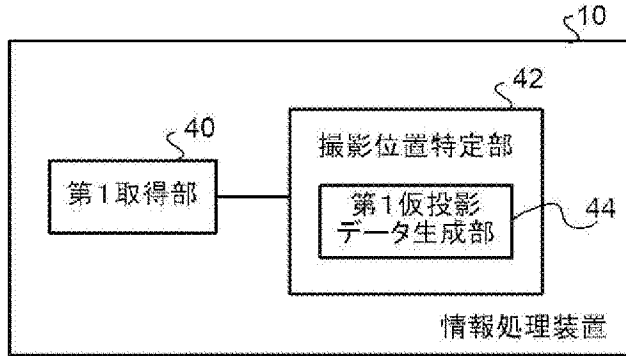 10
42
40
撮影位置特定部
第1取得部
第1仮投影
データ生成部
44
情報処理装置